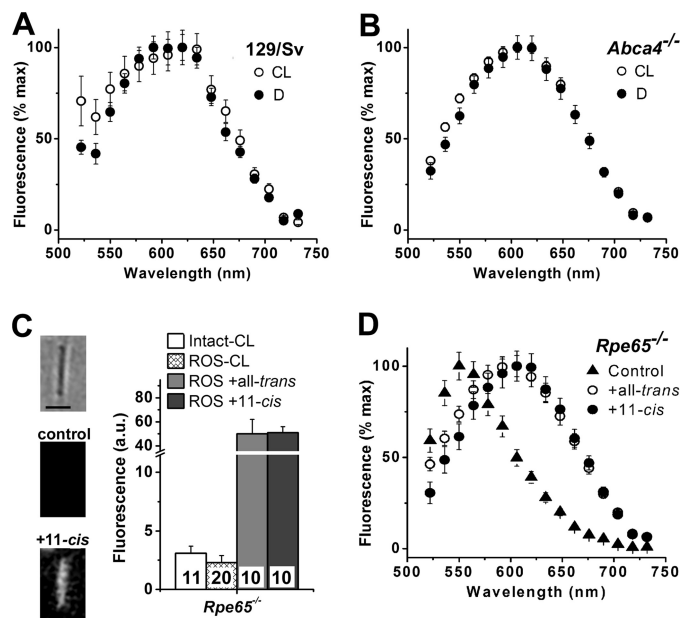 A
129/Sv
CL
D
Fluorescence (% max)
100
50
0
500 550 600 650 700 750
Wavelength (nm)
B
Abca4-/-
CL
D
Fluorescence (% max)
100
50
0
500 550 600 650 700 750
Wavelength (nm)
C
control
+11-cis
Intact-CL
ROS-CL
ROS +all-trans
ROS +11-cis
Fluorescence (a.u.)
80
60
40
10
5
0
11 20 10 10
Rpe65-/-
D
Rpe65-/-
Control
+all-trans
+11-cis
Fluorescence (% max)
100
50
0
500 550 600 650 700 750
Wavelength (nm)